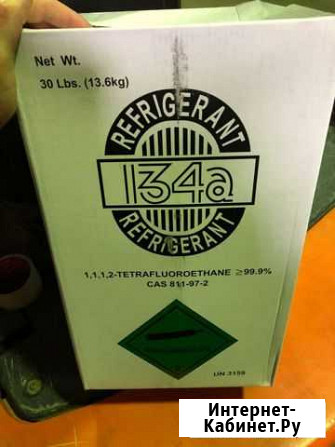 Net Wt.
30 Lbs. (13.6kg)
REFRIGERANT
134a
REFRIGERANT
1,1,1,2-TETRAFLUOROETHANE ≥99.9%
CAS 811-97-2
UN 3159
Интернет-
Кабинет.Ру